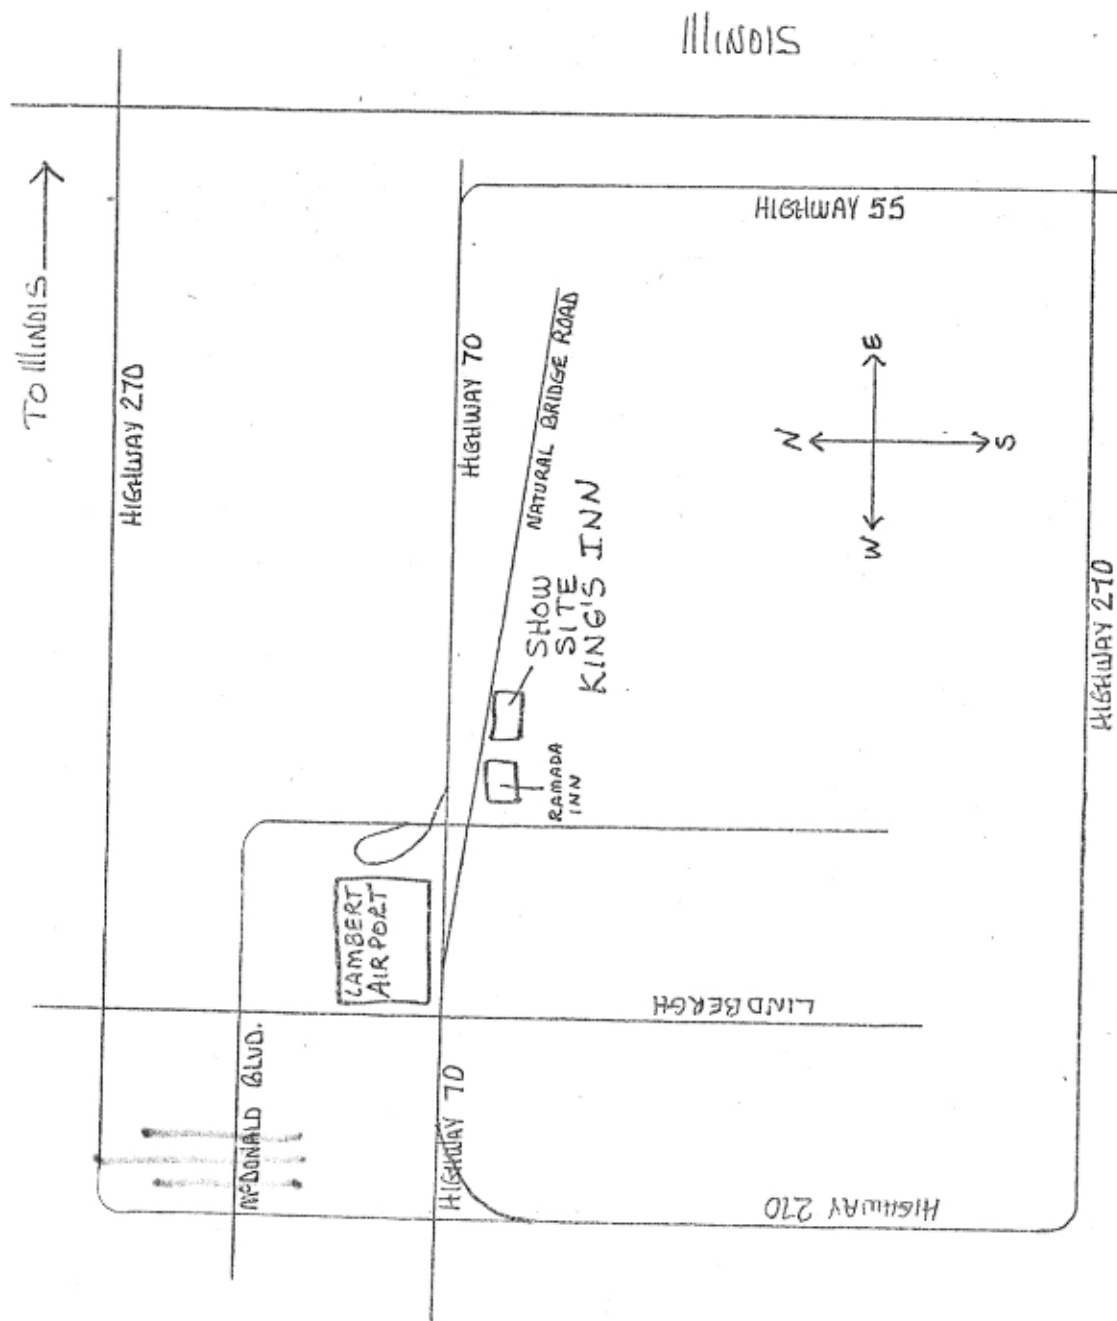 IllINOIS
TO IllINOIS
HIGHWAY 270
HIGHWAY 55
HIGHWAY 70
NATURAL BRIDGE ROAD
N
E
W
S
SHOW
SITE
KING'S INN
RAMADA
INN
LAMBERT
AIRPORT
LINDBERGH
McDONALD BLVD.
HIGHWAY 70
HIGHWAY 270
HIGHWAY 270